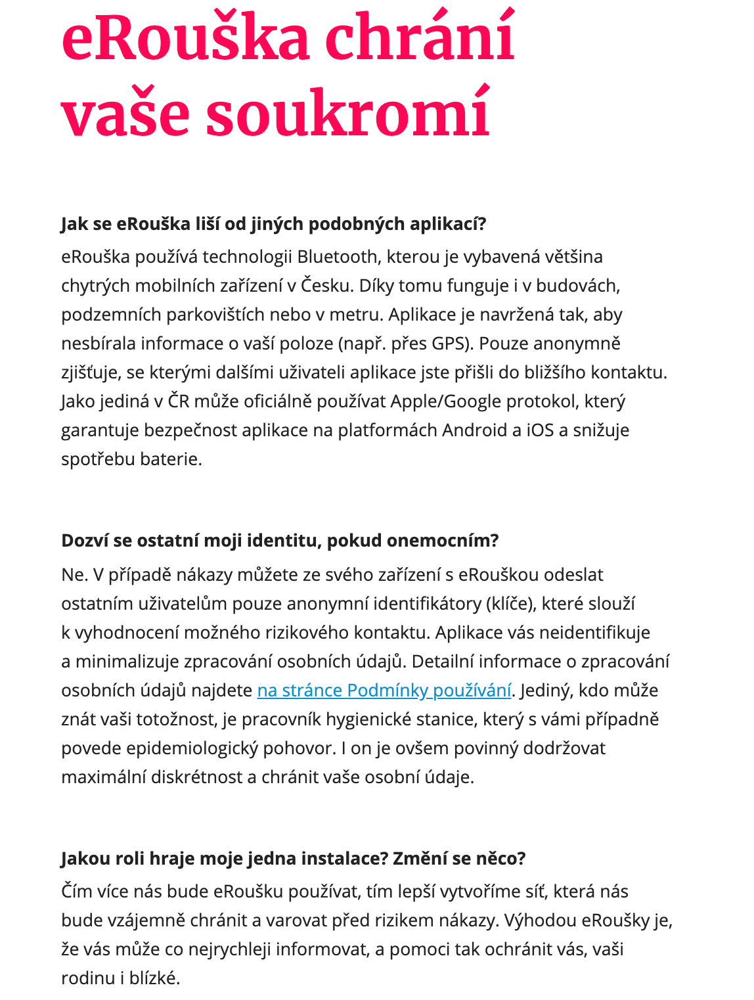 eRouška chrání
vaše soukromí
Jak se eRouška liší od jiných podobných aplikací?
eRouška používá technologii Bluetooth, kterou je vybavená většina
chytrých mobilních zařízení v Česku. Díky tomu funguje i v budovách,
podzemních parkovištích nebo v metru. Aplikace je navržená tak, aby
nesbírala informace o vaší poloze (např. přes GPS). Pouze anonymně
zjišťuje, se kterými dalšími uživateli aplikace jste přišli do bližšího kontaktu.
Jako jediná v ČR může oficiálně používat Apple/Google protokol, který
garantuje bezpečnost aplikace na platformách Android a iOS a snižuje
spotřebu baterie.
Dozví se ostatní moji identitu, pokud onemocním?
Ne. V případě nákazy můžete ze svého zařízení s eRouškou odeslat
ostatním uživatelům pouze anonymní identifikátory (klíče), které slouží
k vyhodnocení možného rizikového kontaktu. Aplikace vás neidentifikuje
a minimalizuje zpracování osobních údajů. Detailní informace o zpracování
osobních údajů najdete na stránce Podmínky používání. Jediný, kdo může
znát vaši totožnost, je pracovník hygienické stanice, který s vámi případně
povede epidemiologický pohovor. I on je ovšem povinný dodržovat
maximální diskrétnost a chránit vaše osobní údaje.
Jakou roli hraje moje jedna instalace? Změní se něco?
Čím více nás bude eRoušku používat, tím lepší vytvoříme síť, která nás
bude vzájemně chránit a varovat před rizikem nákazy. Výhodou eRoušky je,
že vás může co nejrychleji informovat, a pomoci tak ochránit vás, vaši
rodinu i blízké.